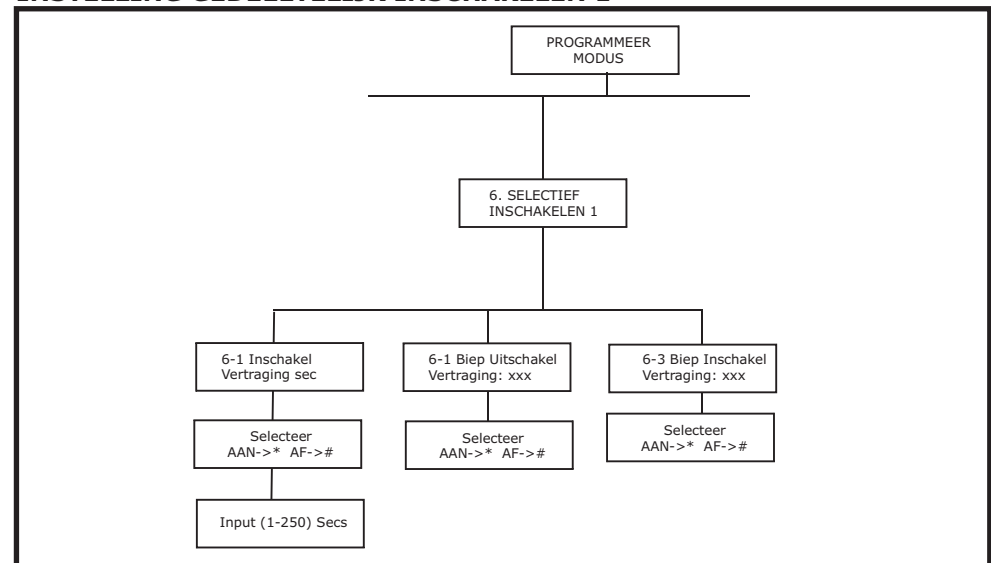 PROGRAMMEER
MODUS
6. SELECTIEF
INSCHAKELEN 1
6-1 Inschakel
Vertraging sec
6-1 Biep Uitschakel
Vertraging: xxx
6-3 Biep Inschakel
Vertraging: xxx
Selecteer
AAN->* AF->#
Selecteer
AAN->* AF->#
Selecteer
AAN->* AF->#
Input (1-250) Secs